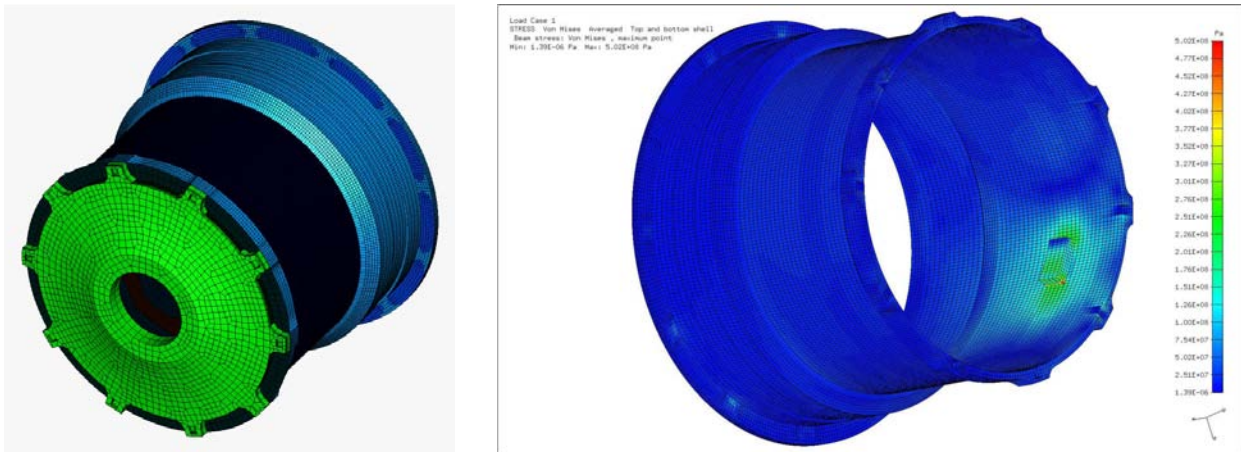 Load Case 1
STRESS Von Mises Averaged Top and bottom shell
Beam stress: Von Mises , maximum point
Min: 1.39E-06 Pa Max: 5.02E+08 Pa
Pa
5.02E+08
4.77E+08
4.52E+08
4.27E+08
4.02E+08
3.77E+08
3.52E+08
3.26E+08
3.01E+08
2.76E+08
2.51E+08
2.26E+08
2.01E+08
1.76E+08
1.51E+08
1.26E+08
1.00E+08
7.54E+07
5.02E+07
2.51E+07
1.39E-06